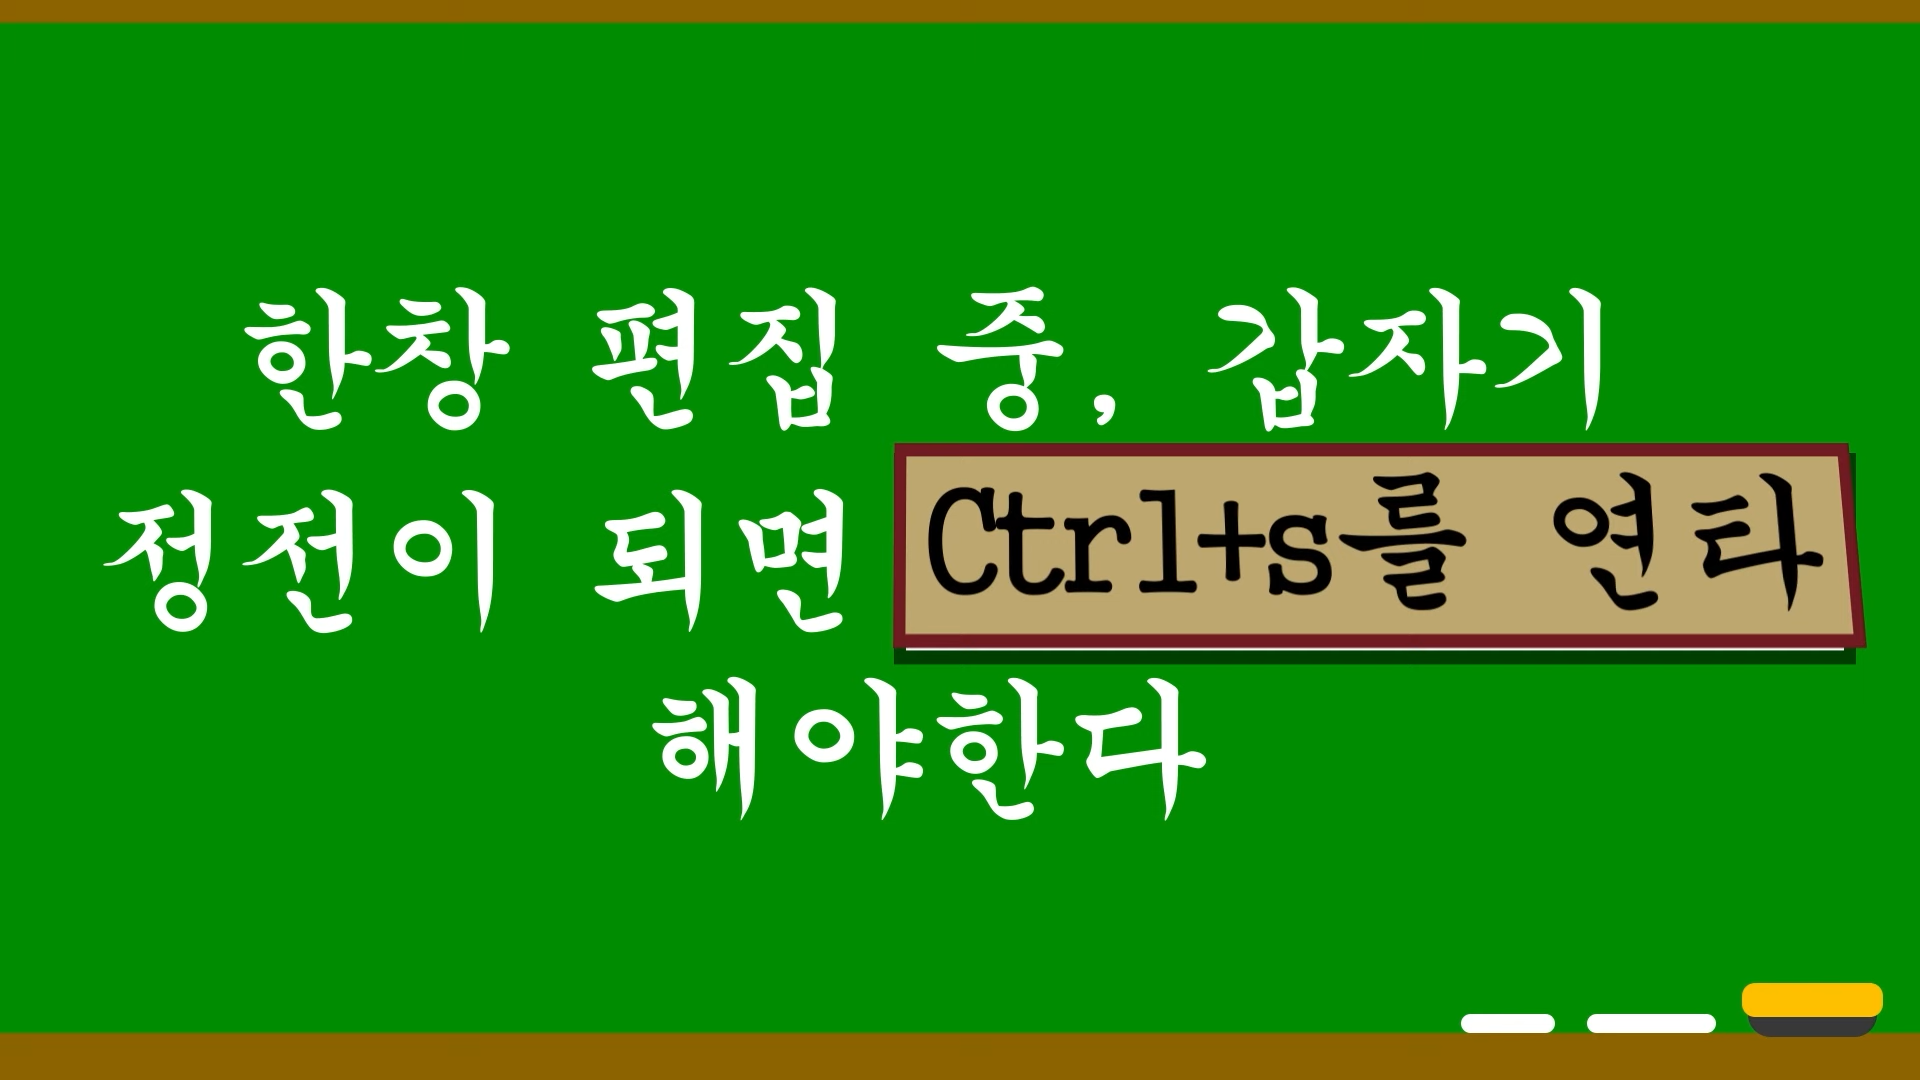 한창 편집 중, 갑자기
정전이 되면 Ctrl+s를 연타
해야한다